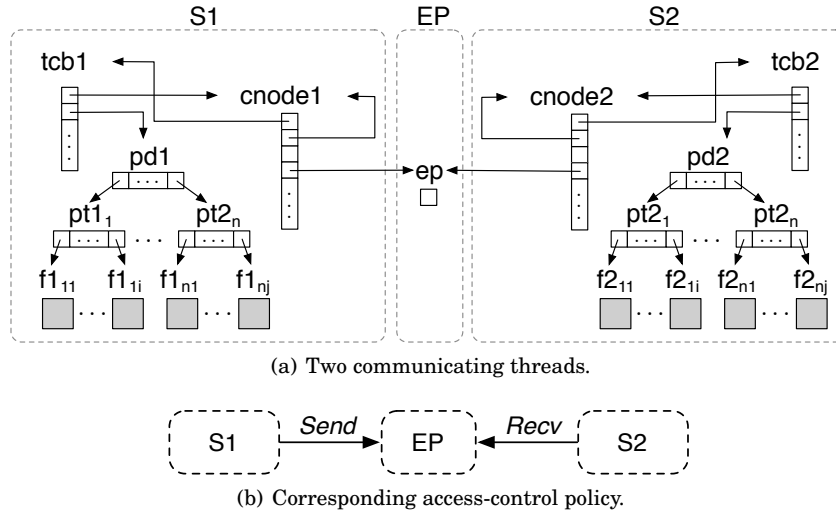 S1 EP S2
tcb1 cnode1 cnode2 tcb2
pd1 ep pd2
pt1₁ pt2ₙ pt2₁ pt2ₙ
f1₁₁ f1₁ᵢ f1ₙ₁ f1ₙⱼ f2₁₁ f2₁ᵢ f2ₙ₁ f2ₙⱼ
(a) Two communicating threads.
S1 Send EP Recv S2
(b) Corresponding access-control policy.